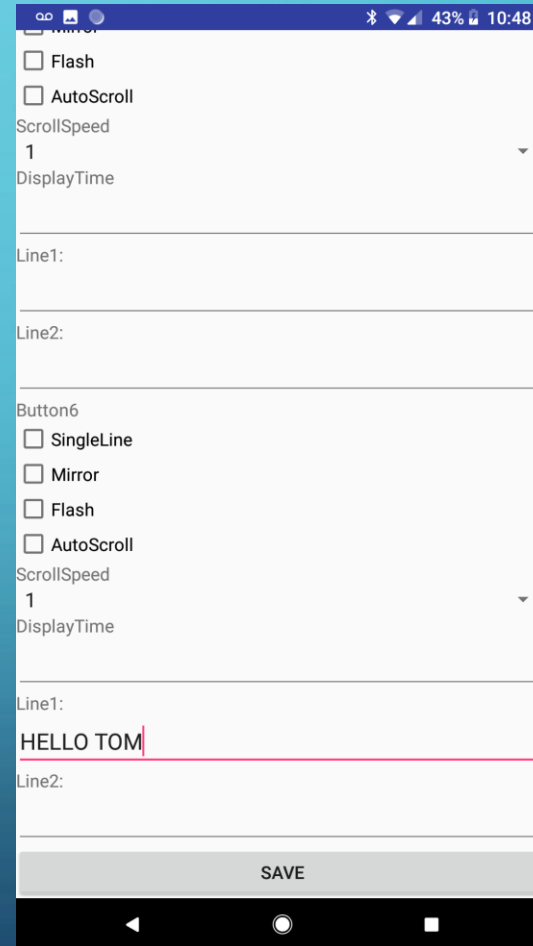 43% 10:48
Mirror
Flash
AutoScroll
ScrollSpeed
1
DisplayTime
Line1:
Line2:
Button6
SingleLine
Mirror
Flash
AutoScroll
ScrollSpeed
1
DisplayTime
Line1:
HELLO TOM
Line2:
SAVE